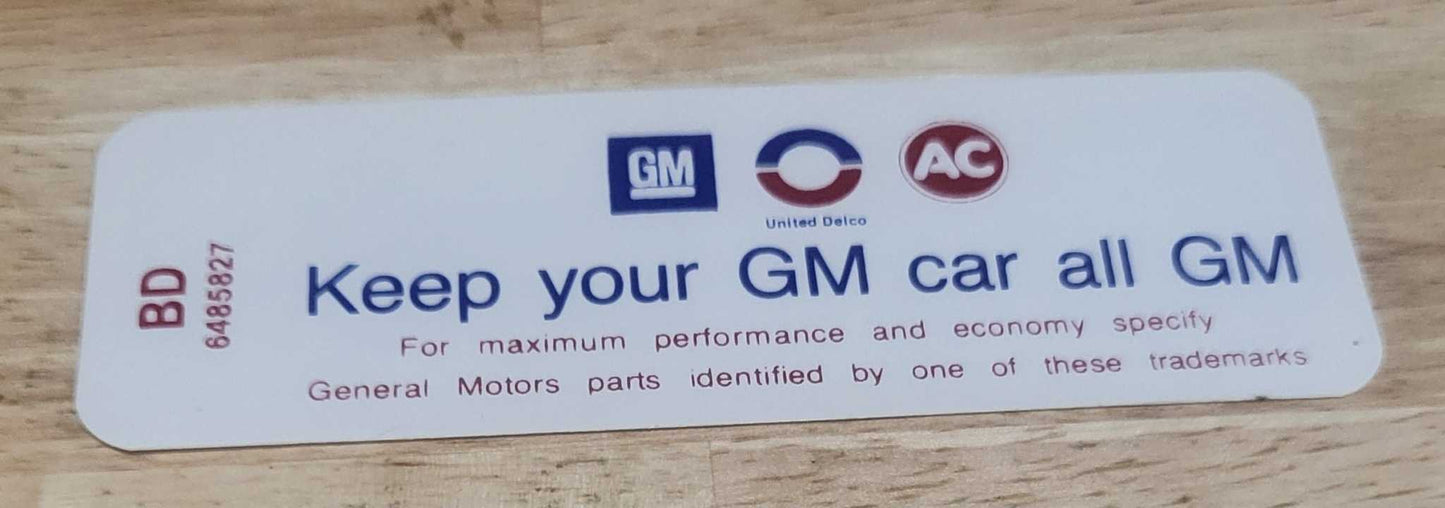 GM
AC
United Delco
Keep your GM car all GM
For maximum performance and economy specify
General Motors parts identified by one of these trademarks
BD
6485827